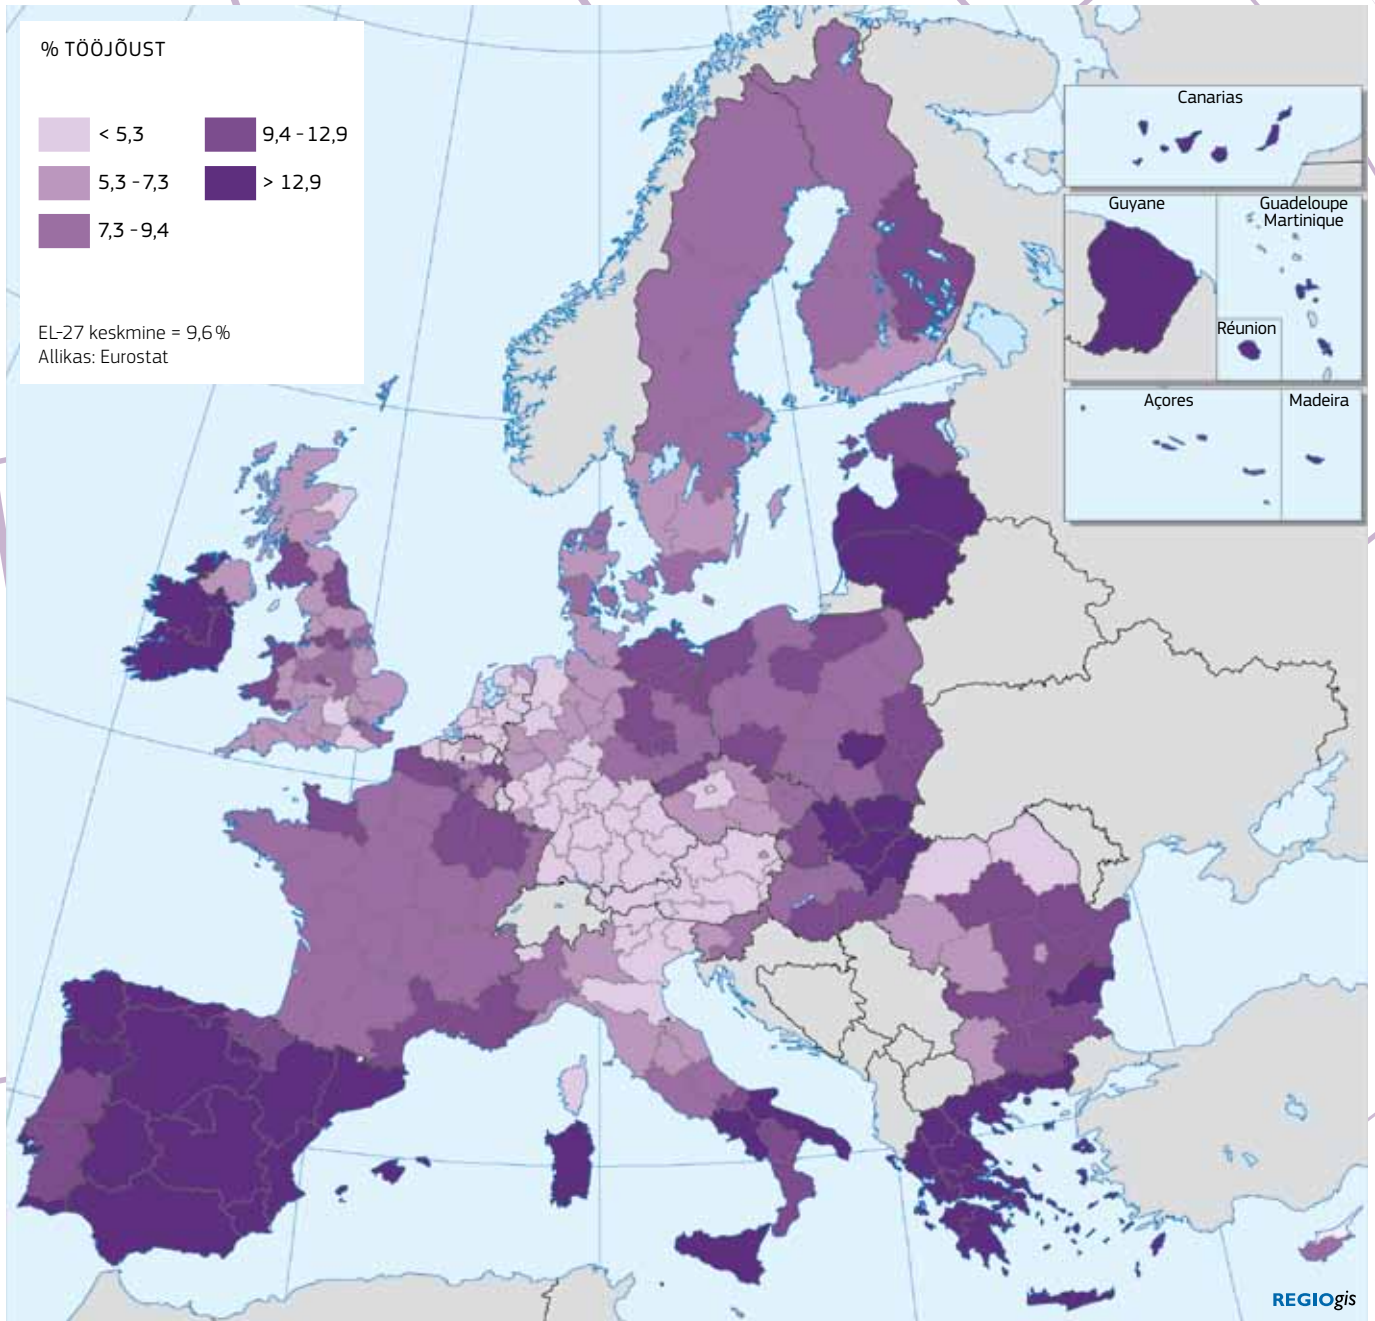 % TÖÖJÕUST
< 5,3
9,4 - 12,9
5,3 - 7,3
> 12,9
7,3 - 9,4
EL-27 keskmine = 9,6 %
Allikas: Eurostat
Canarias
Guyane
Guadeloupe
Martinique
Réunion
Açores
Madeira
REGIOgis